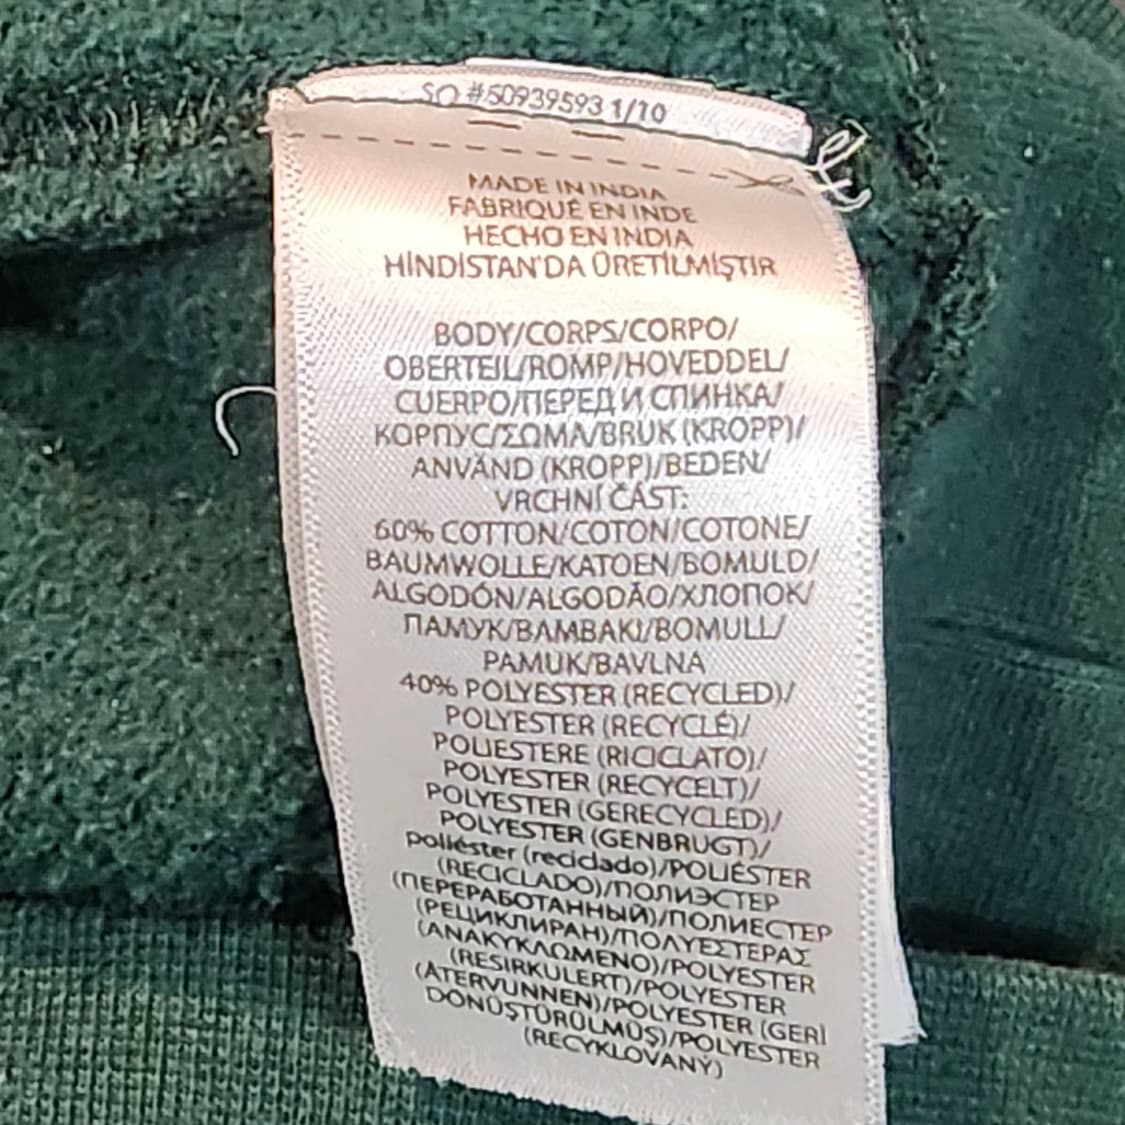 SO #50939593 1/10
MADE IN INDIA
FABRIQUÉ EN INDE
HECHO EN INDIA
HİNDİSTAN'DA ÜRETİLMİŞTİR
BODY/CORPS/CORPO/
OBERTEIL/ROMP/HOVEDDEL/
CUERPO/ПЕРЕД И СПИНКА/
КОРПУС/ΣΩΜΑ/BRUK (KROPP)/
ANVÄND (KROPP)/BEDEN/
VRCHNÍ ČÁST:
60% COTTON/COTON/COTONE/
BAUMWOLLE/KATOEN/BOMULD/
ALGODÓN/ALGODÃO/ХЛОПОК/
ПАМУК/BAMBAKI/BOMULL/
PAMUK/BAVLNA
40% POLYESTER (RECYCLED)/
POLYESTER (RECYCLÉ)/
POLIESTERE (RICICLATO)/
POLYESTER (RECYCELT)/
POLYESTER (GERECYCLED)/
POLYESTER (GENBRUGT)/
poliéster (reciclado)/POLIÉSTER
(RECICLADO)/ПОЛИЭСТЕР
(ПЕРЕРАБОТАННЫЙ)/ПОЛИЕСТЕР
(РЕЦИКЛИРАН)/ΠΟΛΥΕΣΤΕΡΑΣ
(ΑΝΑΚΥΚΛΩΜΕΝΟ)/POLYESTER
(RESIRKULERT)/POLYESTER
(ÅTERVUNNEN)/POLYESTER (GERİ
DÖNÜŞTÜRÜLMÜŞ)/POLYESTER
(RECYKLOVANÝ)